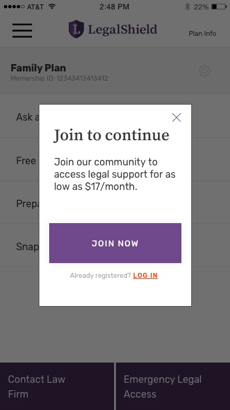 AT&T 2:48 PM 22%
LegalShield
Plan Info
Family Plan
Membership ID: 12343413413412
Ask a
Join to continue
Join our community to
access legal support for as
low as $17/month.
Free
Prepa
Snap
JOIN NOW
Already registered? LOG IN
Contact Law
Firm
Emergency Legal
Access